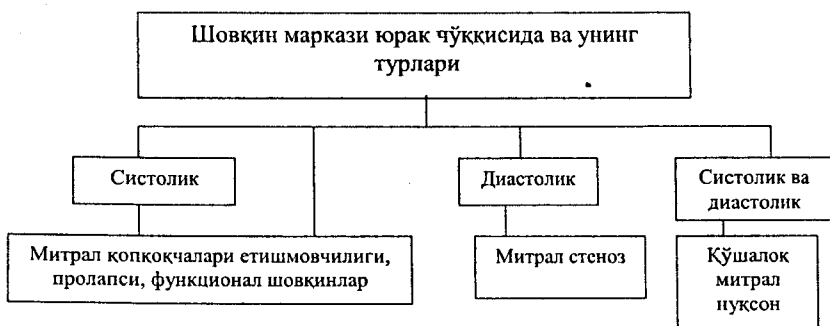 Шовқин маркази юрак чўққисида ва унинг
турлари
Систолик
Диастолик
Систолик ва
диастолик
Митрал қопқоқчалари етишмовчилиги,
пролапси, функционал шовқинлар
Митрал стеноз
Қўшалоқ
митрал
нуқсон